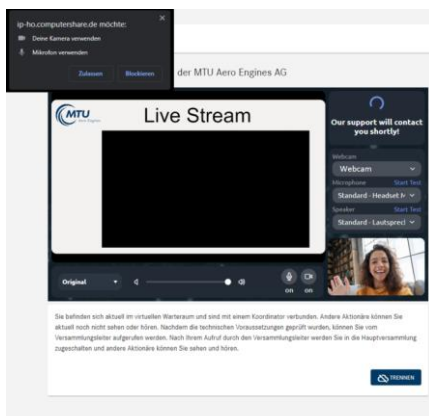 ip-ho.computershare.de möchte:
Deine Kamera verwenden
Mikrofon verwenden
Zulassen Blockieren
der MTU Aero Engines AG
MTU
Aero Engines
Live Stream
Our support will contact
you shortly!
Webcam
Webcam
Microphone Start Test
Standard - Headset M
Speaker Start Test
Standard - Lautsprecl
Original
on on
Sie befinden sich aktuell im virtuellen Warteraum und sind mit einem Koordinator verbunden. Andere Aktionäre können Sie
aktuell noch nicht sehen oder hören. Nachdem die technischen Voraussetzungen geprüft wurden, können Sie vom
Versammlungsleiter aufgerufen werden. Nach Ihrem Aufruf durch den Versammlungsleiter werden Sie in die Hauptversammlung
zugeschalten und andere Aktionäre können Sie sehen und hören.
TRENNEN